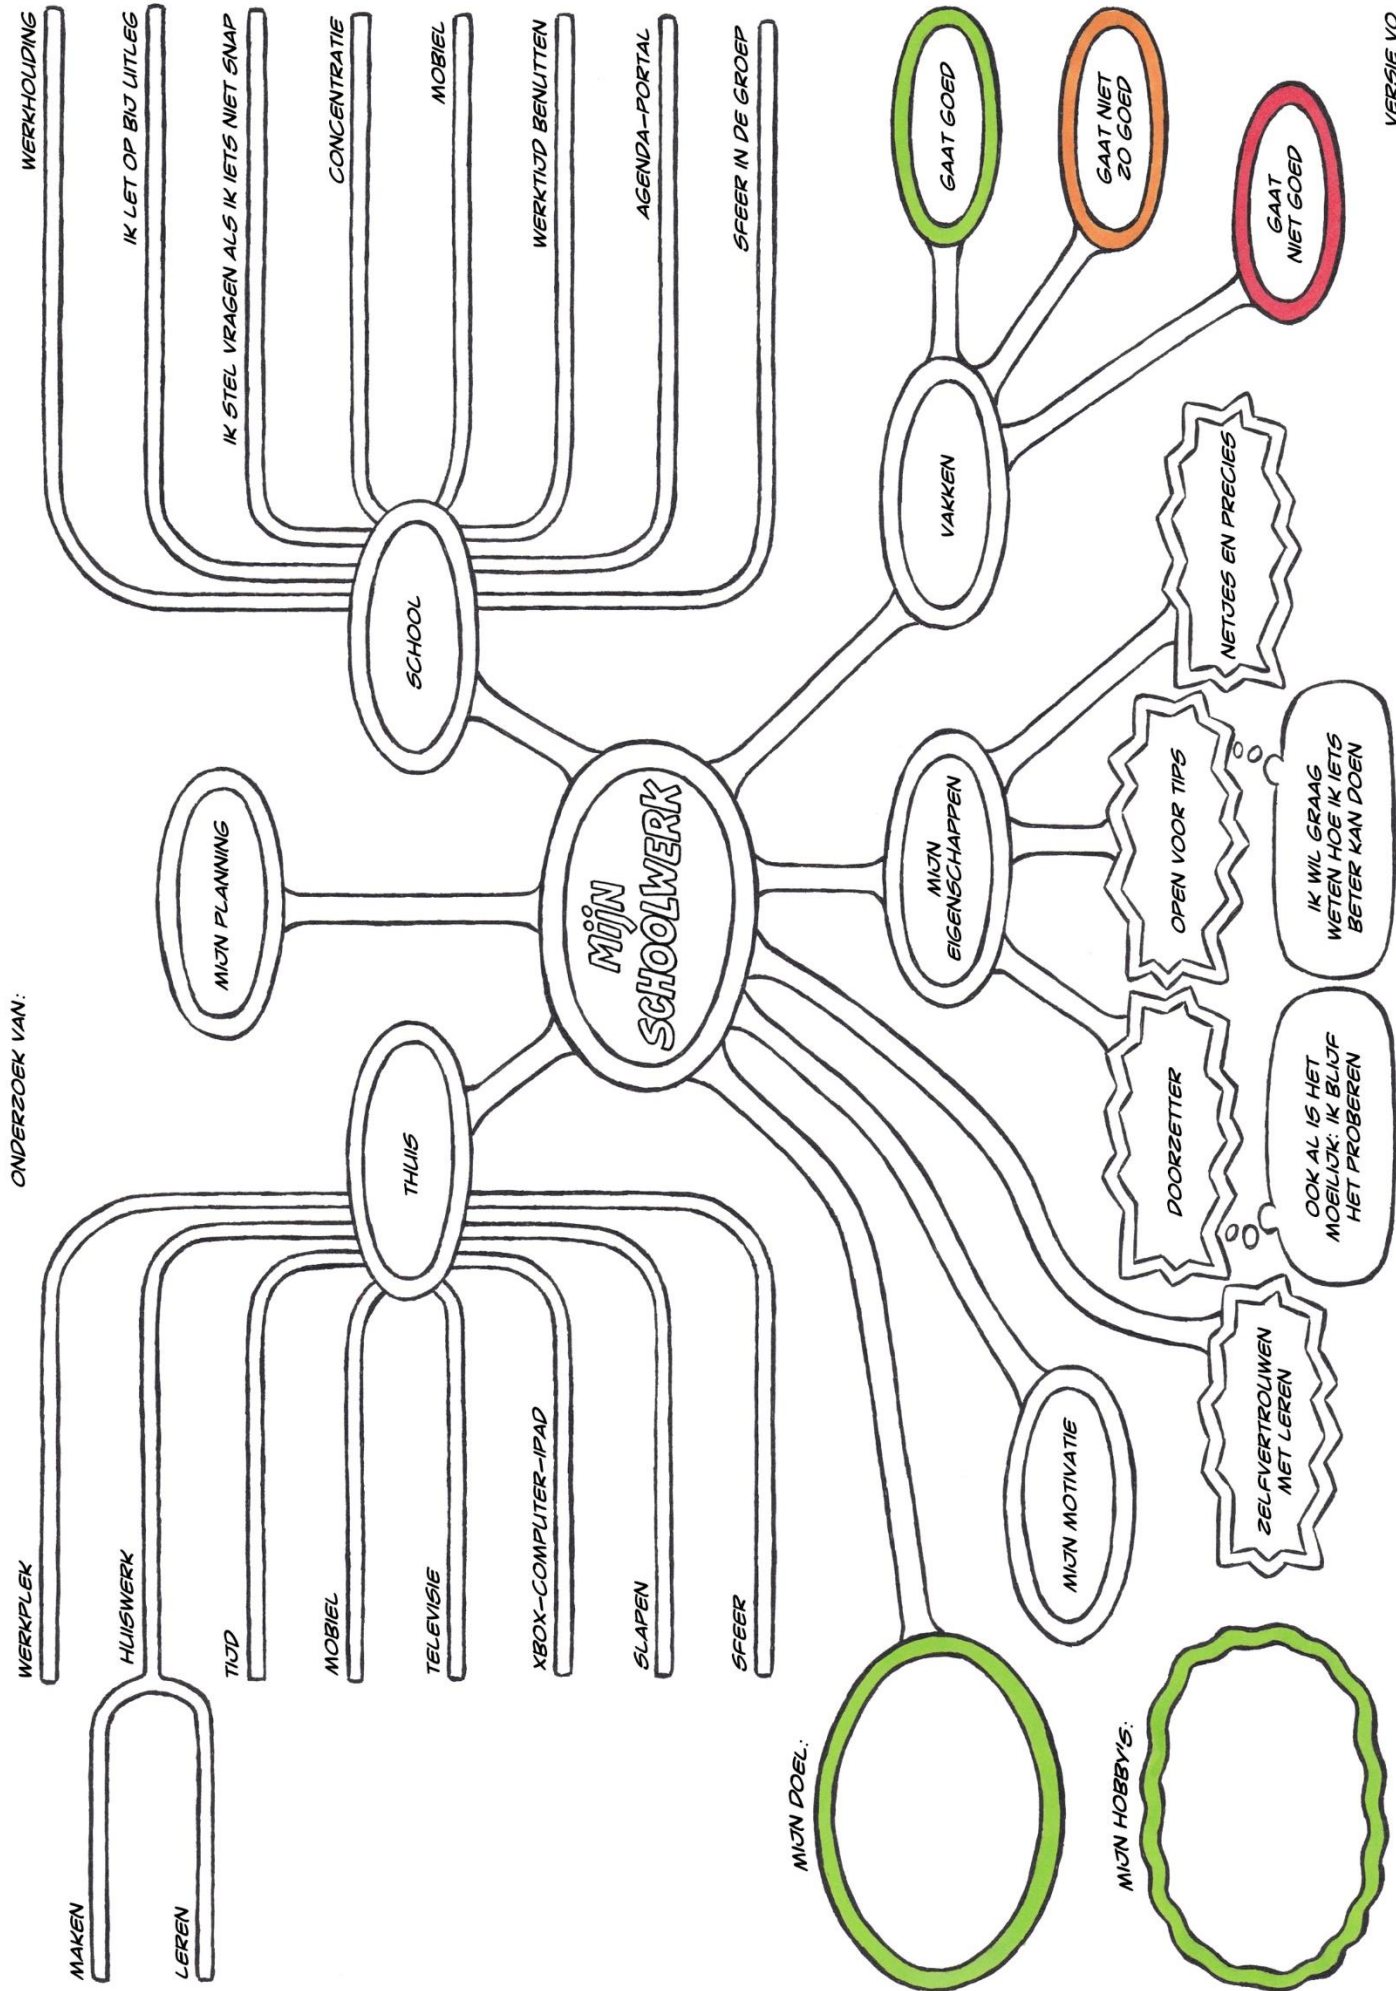 ONDERZOEK VAN:
MAKEN
LEREN
WERKPLEK
HUISWERK
TIJD
MOBIEL
TELEVISIE
XBOX-COMPUTER-IPAD
SLAPEN
SFEER
THUIS
MIJN PLANNING
SCHOOL
WERKHOUDING
IK LET OP BIJ UITLEG
IK STEL VRAGEN ALS IK IETS NIET SNAP
CONCENTRATIE
MOBIEL
WERKTIJD BENUTTEN
AGENDA-PORTAL
SFEER IN DE GROEP
MIJN
SCHOOLWERK
MIJN DOEL:
MIJN HOBBY'S:
MIJN MOTIVATIE
ZELFVERTROUWEN
MET LEREN
MIJN
EIGENSCHAPPEN
DOORZETTER
OOK AL IS HET
MOEILIJK: IK BLIJF
HET PROBEREN
OPEN VOOR TIPS
IK WIL GRAAG
WETEN HOE IK IETS
BETER KAN DOEN
NETJES EN PRECIES
VAKKEN
GAAT GOED
GAAT NIET
ZO GOED
GAAT
NIET GOED
VERSIE VO